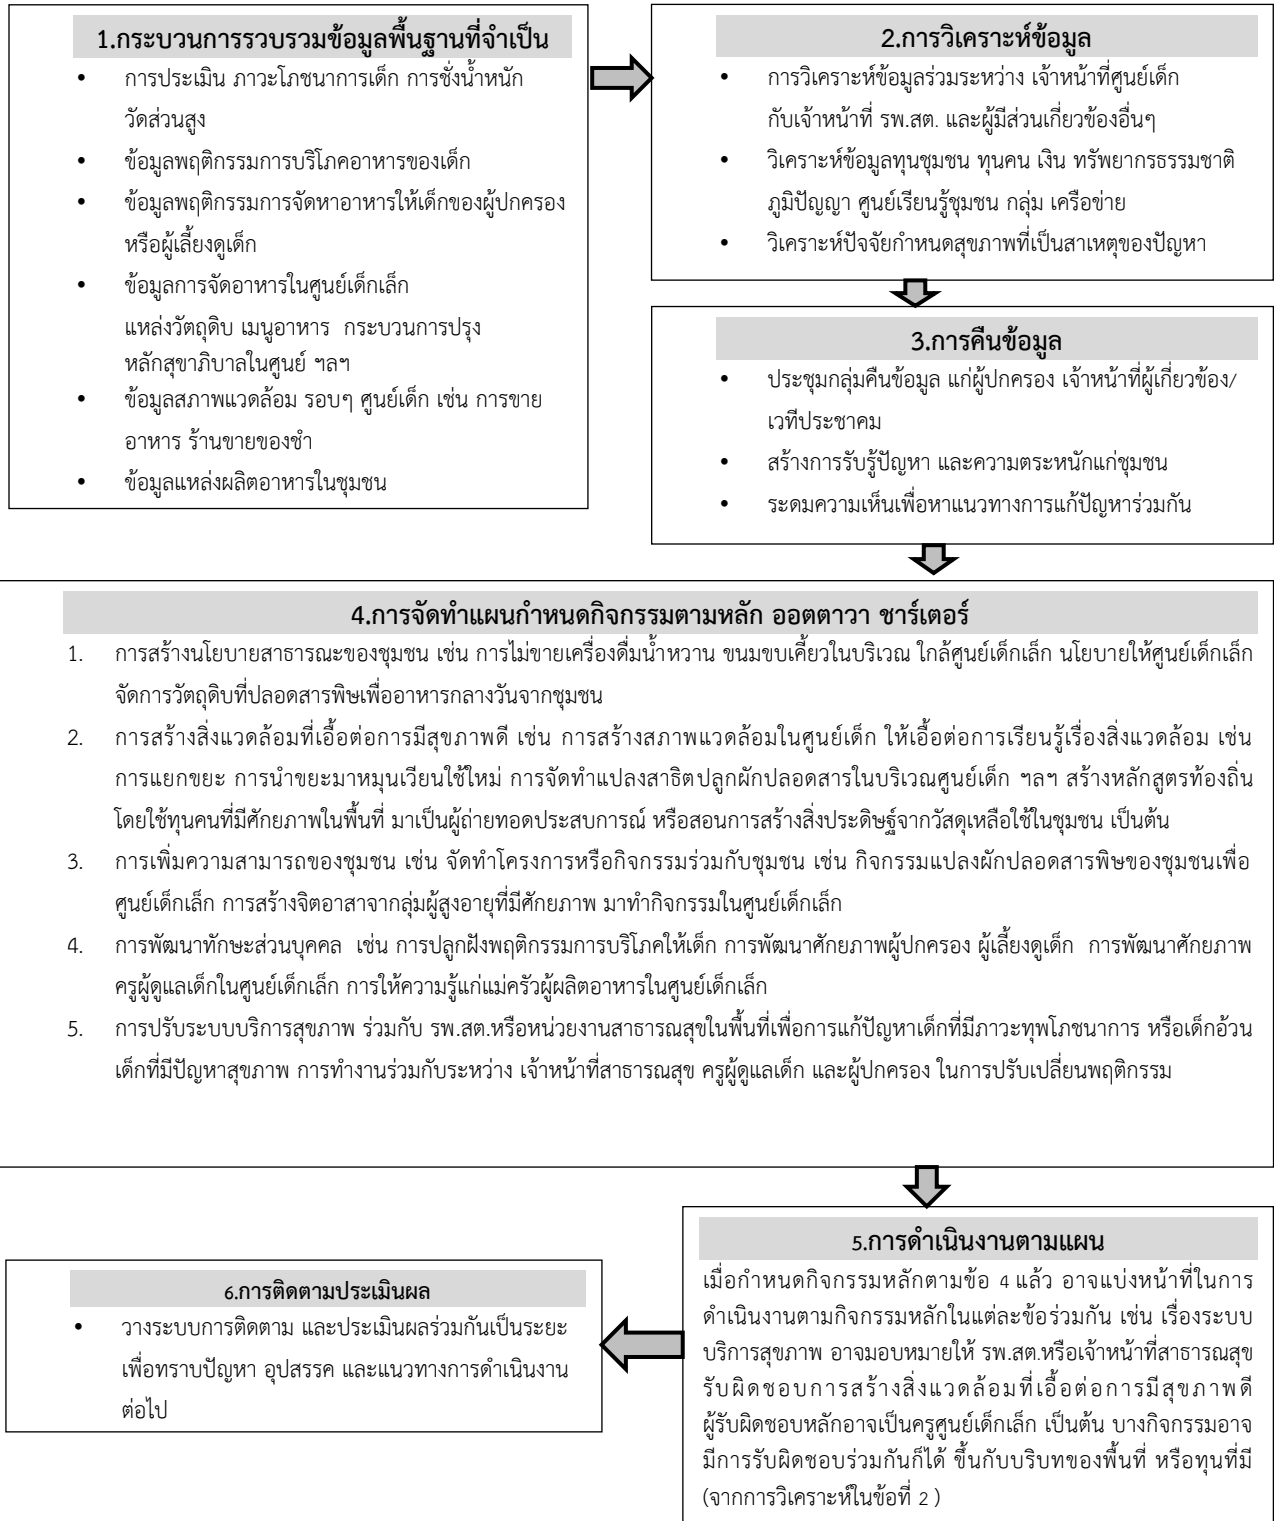 1.กระบวนการรวบรวมข้อมูลพื้นฐานที่จำเป็น
• การประเมิน ภาวะโภชนาการเด็ก การชั่งน้ำหนัก
วัดส่วนสูง
• ข้อมูลพฤติกรรมการบริโภคอาหารของเด็ก
• ข้อมูลพฤติกรรมการจัดหาอาหารให้เด็กของผู้ปกครอง
หรือผู้เลี้ยงดูเด็ก
• ข้อมูลการจัดอาหารในศูนย์เด็กเล็ก
แหล่งวัตถุดิบ เมนูอาหาร กระบวนการปรุง
หลักสุขาภิบาลในศูนย์ ฯลฯ
• ข้อมูลสภาพแวดล้อม รอบๆ ศูนย์เด็ก เช่น การขาย
อาหาร ร้านขายของชำ
• ข้อมูลแหล่งผลิตอาหารในชุมชน
2.การวิเคราะห์ข้อมูล
• การวิเคราะห์ข้อมูลร่วมระหว่าง เจ้าหน้าที่ศูนย์เด็ก
กับเจ้าหน้าที่ รพ.สต. และผู้มีส่วนเกี่ยวข้องอื่นๆ
• วิเคราะห์ข้อมูลทุนชุมชน ทุนคน เงิน ทรัพยากรธรรมชาติ
ภูมิปัญญา ศูนย์เรียนรู้ชุมชน กลุ่ม เครือข่าย
• วิเคราะห์ปัจจัยกำหนดสุขภาพที่เป็นสาเหตุของปัญหา
3.การคืนข้อมูล
• ประชุมกลุ่มคืนข้อมูล แก่ผู้ปกครอง เจ้าหน้าที่ผู้เกี่ยวข้อง/
เวทีประชาคม
• สร้างการรับรู้ปัญหา และความตระหนักแก่ชุมชน
• ระดมความเห็นเพื่อหาแนวทางการแก้ปัญหาร่วมกัน
4.การจัดทำแผนกำหนดกิจกรรมตามหลัก ออตตาวา ชาร์เตอร์
1. การสร้างนโยบายสาธารณะของชุมชน เช่น การไม่ขายเครื่องดื่มน้ำหวาน ขนมขบเคี้ยวในบริเวณ ใกล้ศูนย์เด็กเล็ก นโยบายให้ศูนย์เด็กเล็ก
จัดการวัตถุดิบที่ปลอดสารพิษเพื่ออาหารกลางวันจากชุมชน
2. การสร้างสิ่งแวดล้อมที่เอื้อต่อการมีสุขภาพดี เช่น การสร้างสภาพแวดล้อมในศูนย์เด็ก ให้เอื้อต่อการเรียนรู้เรื่องสิ่งแวดล้อม เช่น
การแยกขยะ การนำขยะมาหมุนเวียนใช้ใหม่ การจัดทำแปลงสาธิตปลูกผักปลอดสารในบริเวณศูนย์เด็ก ฯลฯ สร้างหลักสูตรท้องถิ่น
โดยใช้ทุนคนที่มีศักยภาพในพื้นที่ มาเป็นผู้ถ่ายทอดประสบการณ์ หรือสอนการสร้างสิ่งประดิษฐ์จากวัสดุเหลือใช้ในชุมชน เป็นต้น
3. การเพิ่มความสามารถของชุมชน เช่น จัดทำโครงการหรือกิจกรรมร่วมกับชุมชน เช่น กิจกรรมแปลงผักปลอดสารพิษของชุมชนเพื่อ
ศูนย์เด็กเล็ก การสร้างจิตอาสาจากกลุ่มผู้สูงอายุที่มีศักยภาพ มาทำกิจกรรมในศูนย์เด็กเล็ก
4. การพัฒนาทักษะส่วนบุคคล เช่น การปลูกฝังพฤติกรรมการบริโภคให้เด็ก การพัฒนาศักยภาพผู้ปกครอง ผู้เลี้ยงดูเด็ก การพัฒนาศักยภาพ
ครูผู้ดูแลเด็กในศูนย์เด็กเล็ก การให้ความรู้แก่แม่ครัวผู้ผลิตอาหารในศูนย์เด็กเล็ก
5. การปรับระบบบริการสุขภาพ ร่วมกับ รพ.สต.หรือหน่วยงานสาธารณสุขในพื้นที่เพื่อการแก้ปัญหาเด็กที่มีภาวะทุพโภชนาการ หรือเด็กอ้วน
เด็กที่มีปัญหาสุขภาพ การทำงานร่วมกับระหว่าง เจ้าหน้าที่สาธารณสุข ครูผู้ดูแลเด็ก และผู้ปกครอง ในการปรับเปลี่ยนพฤติกรรม
5.การดำเนินงานตามแผน
เมื่อกำหนดกิจกรรมหลักตามข้อ 4 แล้ว อาจแบ่งหน้าที่ในการ
ดำเนินงานตามกิจกรรมหลักในแต่ละข้อร่วมกัน เช่น เรื่องระบบ
บริการสุขภาพ อาจมอบหมายให้ รพ.สต.หรือเจ้าหน้าที่สาธารณสุข
รับผิดชอบการสร้างสิ่งแวดล้อมที่เอื้อต่อการมีสุขภาพดี
ผู้รับผิดชอบหลักอาจเป็นครูศูนย์เด็กเล็ก เป็นต้น บางกิจกรรมอาจ
มีการรับผิดชอบร่วมกันก็ได้ ขึ้นกับบริบทของพื้นที่ หรือทุนที่มี
(จากการวิเคราะห์ในข้อที่ 2 )
6.การติดตามประเมินผล
• วางระบบการติดตาม และประเมินผลร่วมกันเป็นระยะ
เพื่อทราบปัญหา อุปสรรค และแนวทางการดำเนินงาน
ต่อไป